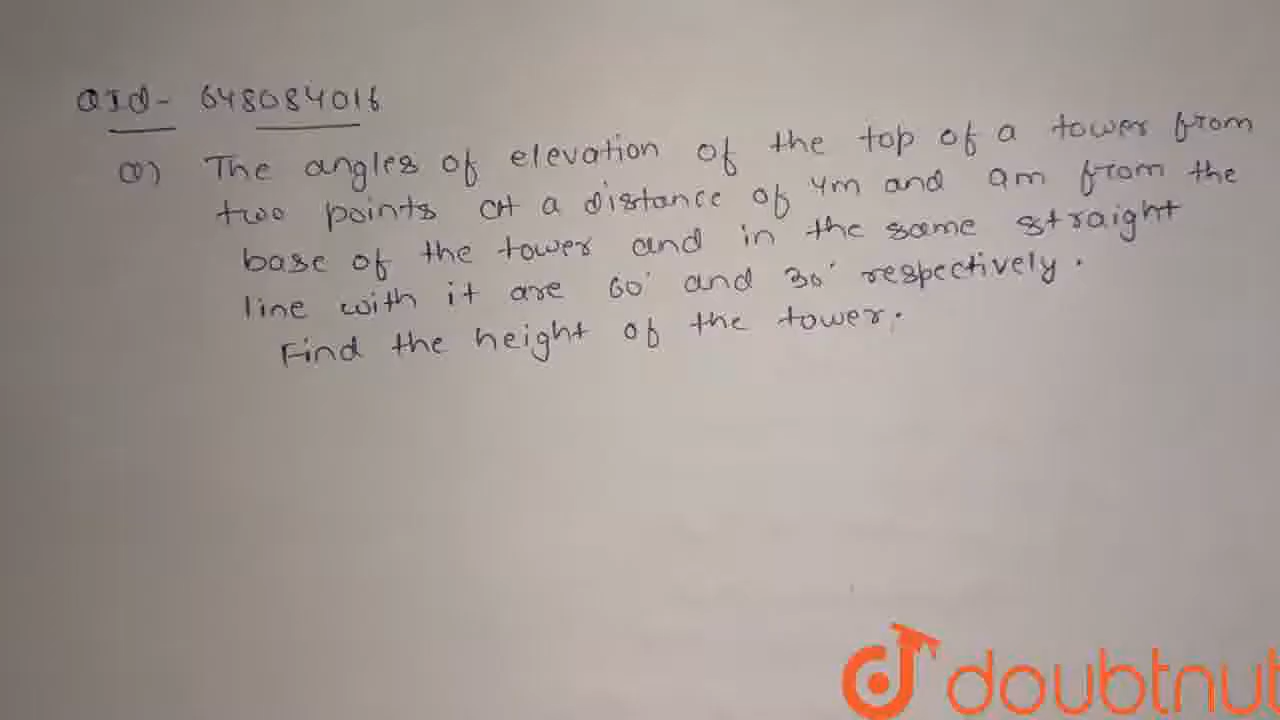 QId- 648084016
Q) The angles of elevation of the top of a tower from
two points at a distance of 4m and 9m from the
base of the tower and in the same straight
line with it are 60° and 30° respectively.
Find the height of the tower.
doubtnut